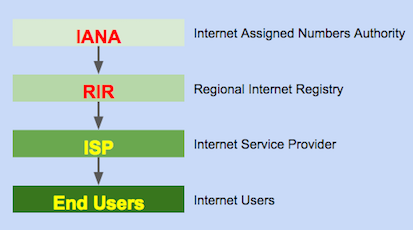 IANA
Internet Assigned Numbers Authority
RIR
Regional Internet Registry
ISP
Internet Service Provider
End Users
Internet Users